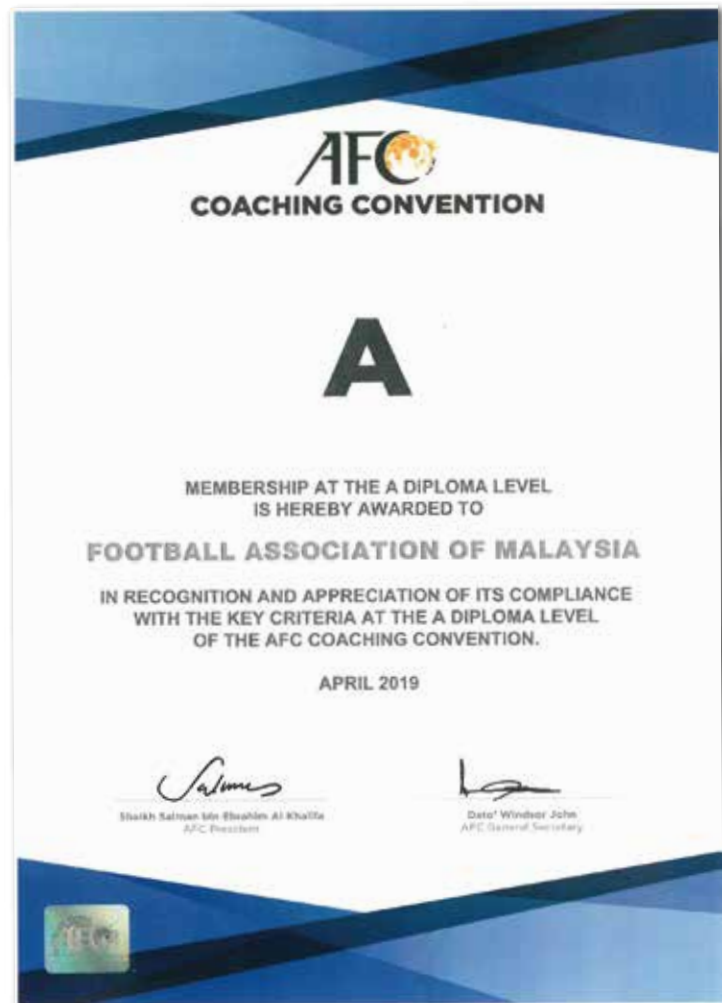 AFC
COACHING CONVENTION
A
MEMBERSHIP AT THE A DIPLOMA LEVEL
IS HEREBY AWARDED TO
FOOTBALL ASSOCIATION OF MALAYSIA
IN RECOGNITION AND APPRECIATION OF ITS COMPLIANCE
WITH THE KEY CRITERIA AT THE A DIPLOMA LEVEL
OF THE AFC COACHING CONVENTION.
APRIL 2019
Salman
Shaikh Salman bin Ebrahim Al Khalifa
AFC President
Dato' Windsor John
AFC General Secretary
AFC